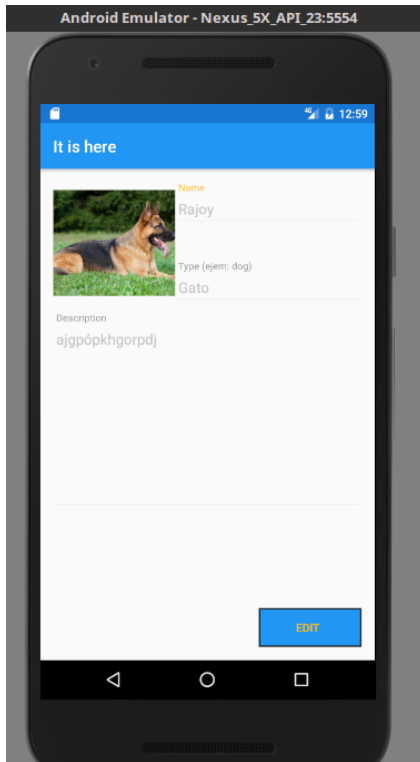 Android Emulator - Nexus_5X_API_23:5554
4G 12:59
It is here
Name
Rajoy
Type (ejem: dog)
Gato
Description
ajgpópkhgorpdj
EDIT